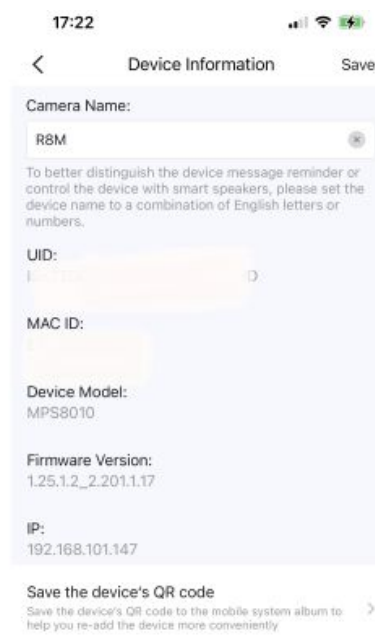 17:22
Device Information
Save
Camera Name:
R8M
To better distinguish the device message reminder or
control the device with smart speakers, please set the
device name to a combination of English letters or
numbers.
UID:
MAC ID:
Device Model:
MPS8010
Firmware Version:
1.25.1.2_2.201.1.17
IP:
192.168.101.147
Save the device's QR code
Save the device's QR code to the mobile system album to
help you re-add the device more conveniently